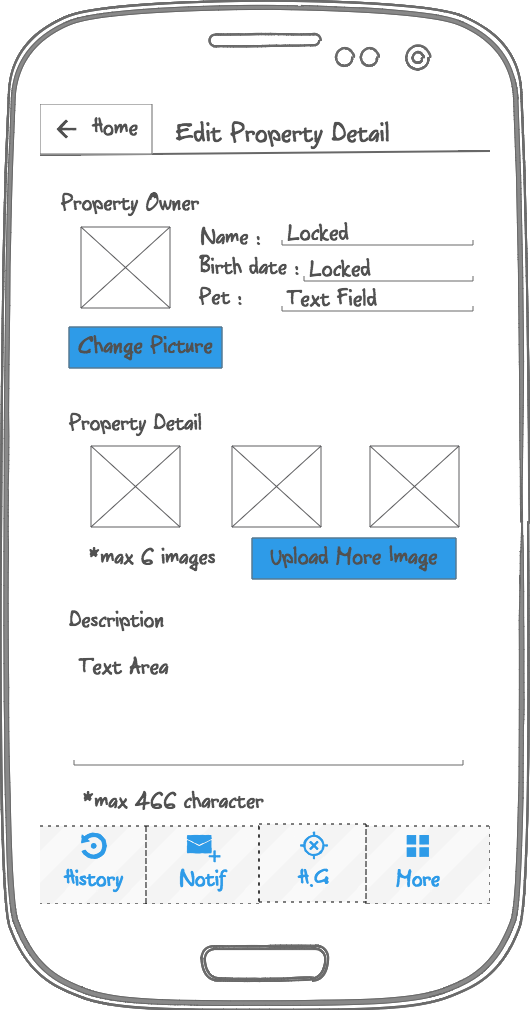 Home
Edit Property Detail
Property Owner
Name : Locked
Birth date : Locked
Pet : Text Field
Change Picture
Property Detail
*max 6 images
Upload More Image
Description
Text Area
*max 466 character
History Notif H.G More